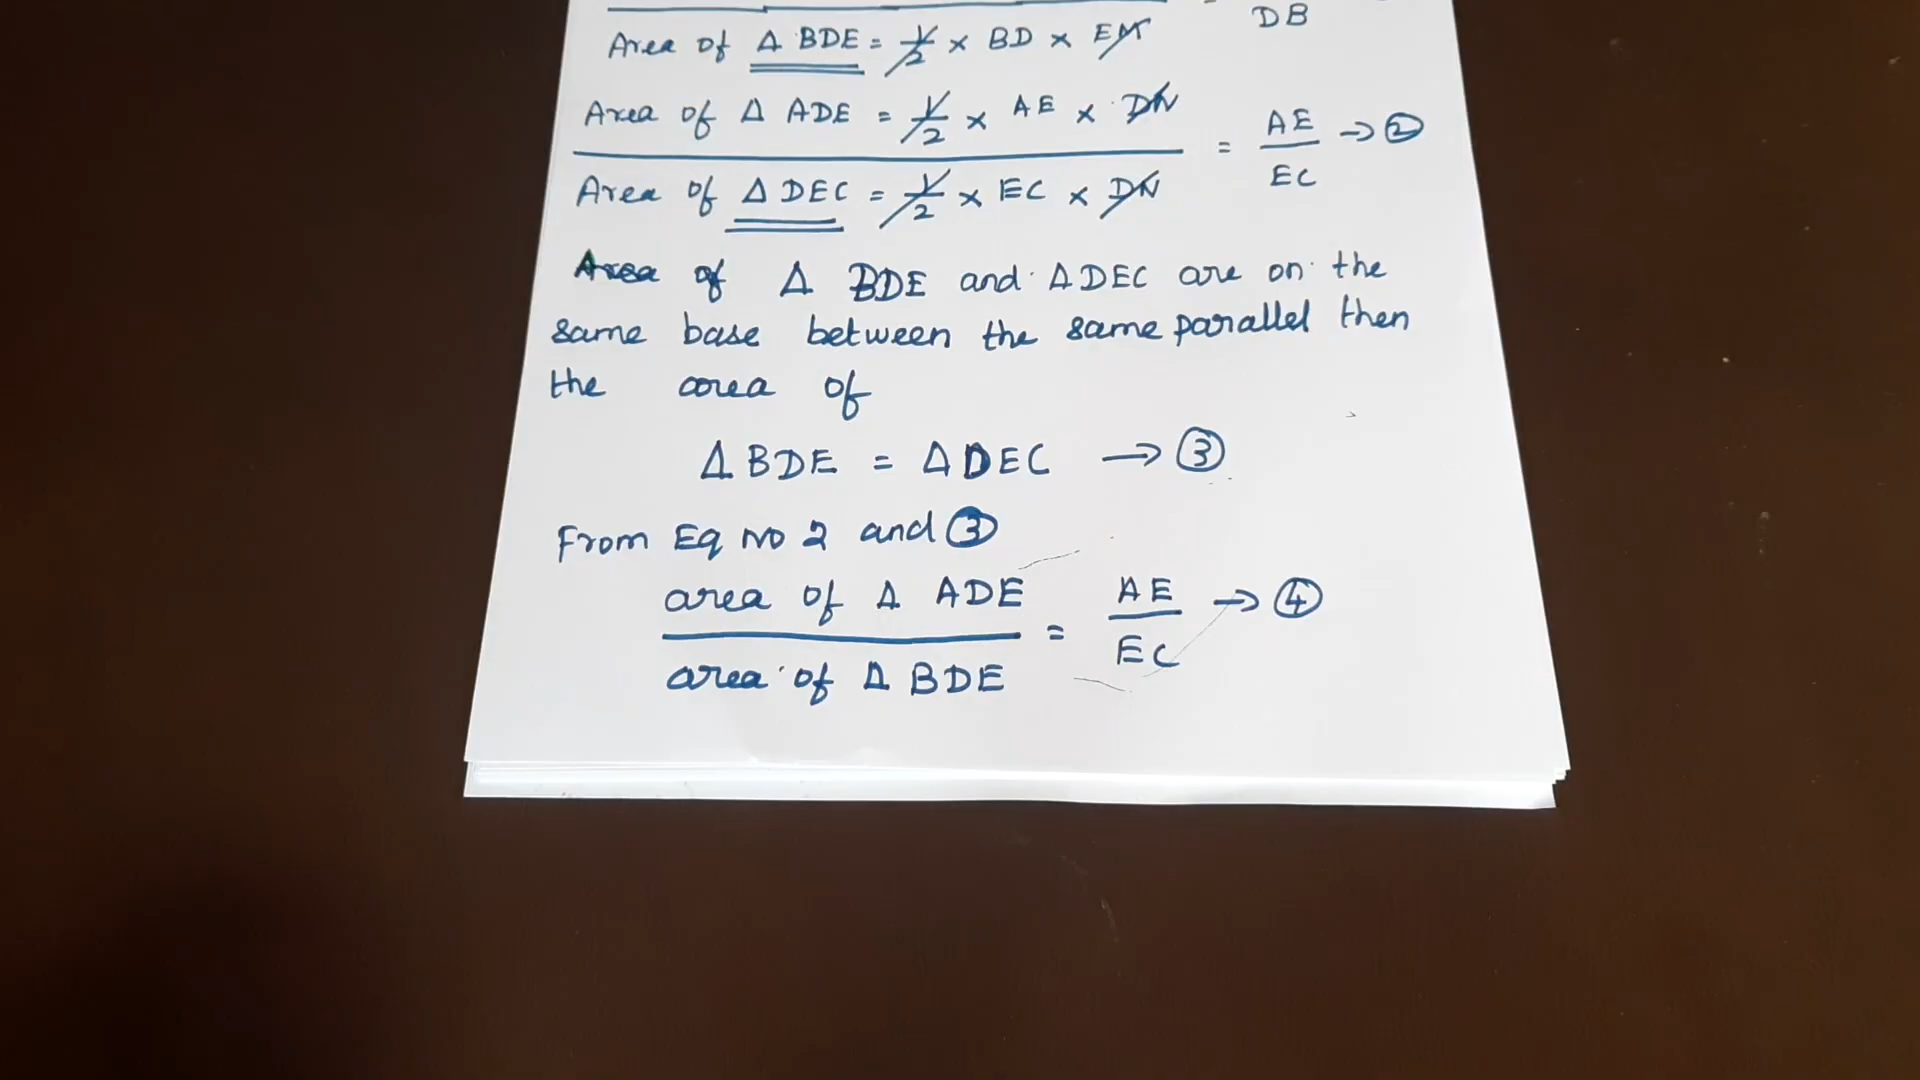 DB
Area of Δ BDE = 1/2 × BD × EM
Area of Δ ADE = 1/2 × AE × DN
= AE/EC → ②
Area of Δ DEC = 1/2 × EC × DN
Area of Δ BDE and Δ DEC are on the
same base between the same parallel then
the area of
Δ BDE = Δ DEC → ③
From Eq no 2 and ③
area of Δ ADE
= AE/EC → ④
area of Δ BDE